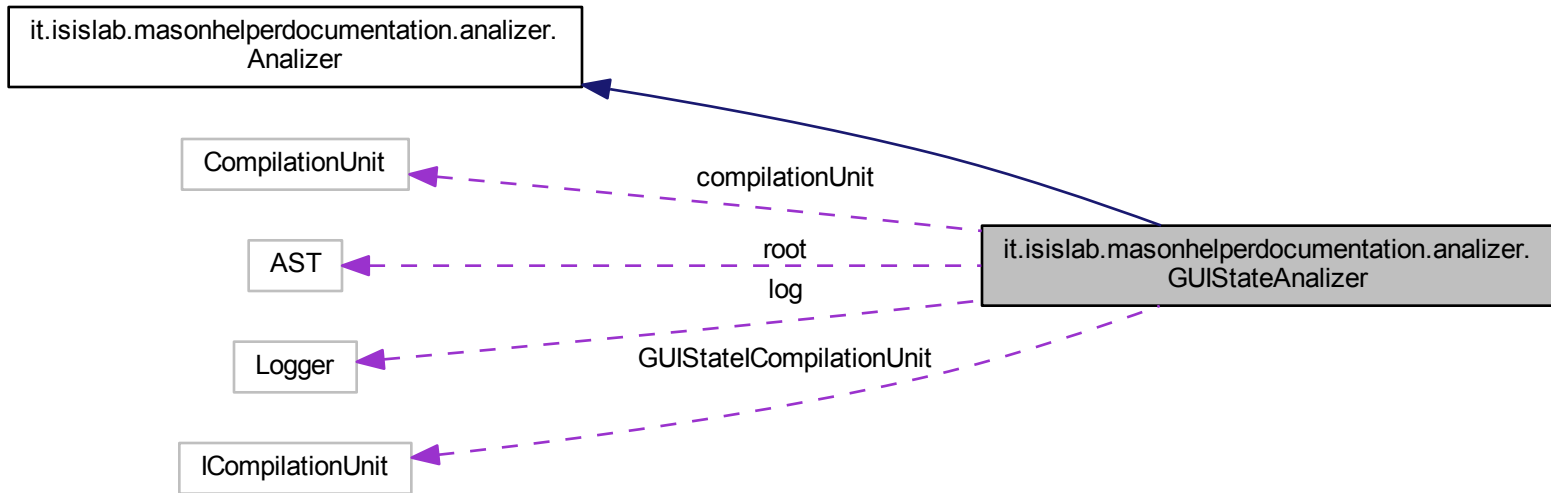 it.isislab.masonhelperdocumentation.analizer.
Analizer
CompilationUnit
compilationUnit
AST
root
it.isislab.masonhelperdocumentation.analizer.
GUIStateAnalizer
log
Logger
GUIStateICompilationUnit
ICompilationUnit